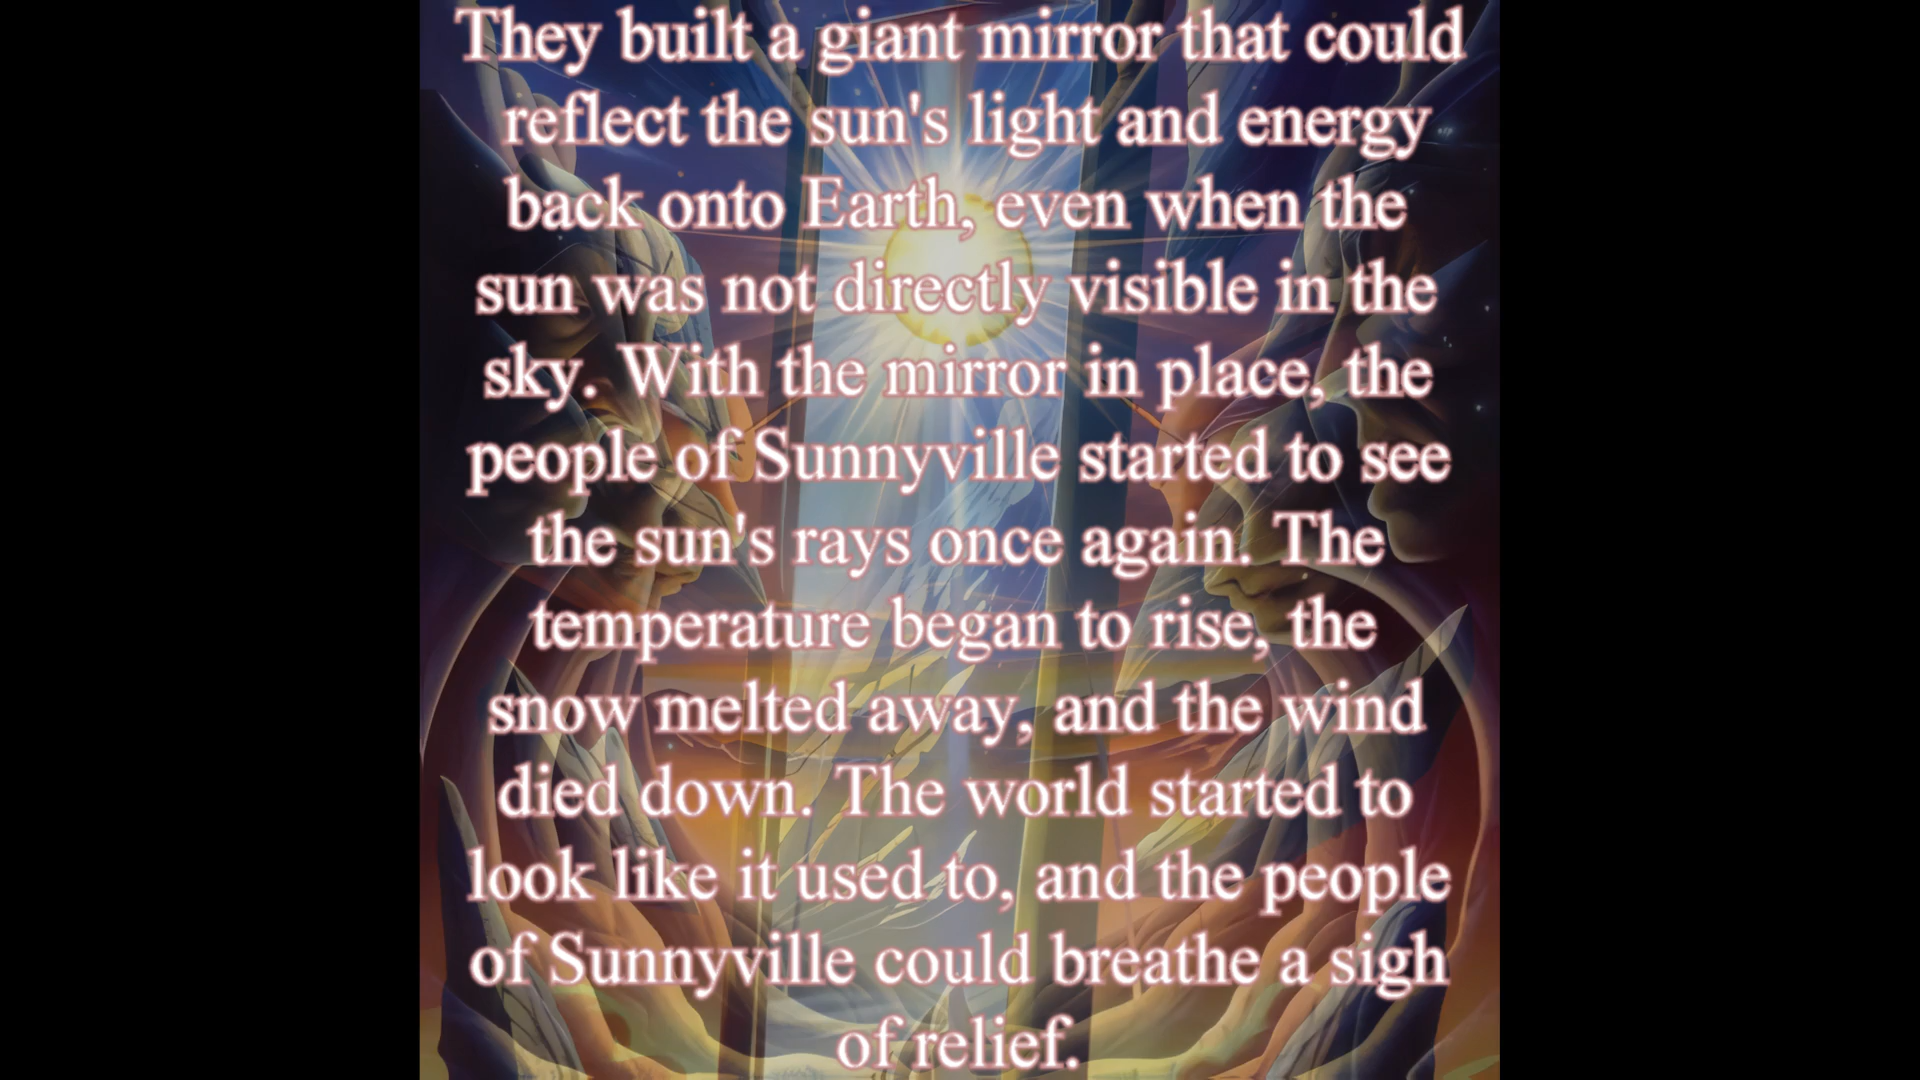 They built a giant mirror that could
reflect the sun's light and energy
back onto Earth, even when the
sun was not directly visible in the
sky. With the mirror in place, the
people of Sunnyville started to see
the sun's rays once again. The
temperature began to rise, the
snow melted away, and the wind
died down. The world started to
look like it used to, and the people
of Sunnyville could breathe a sigh
of relief.